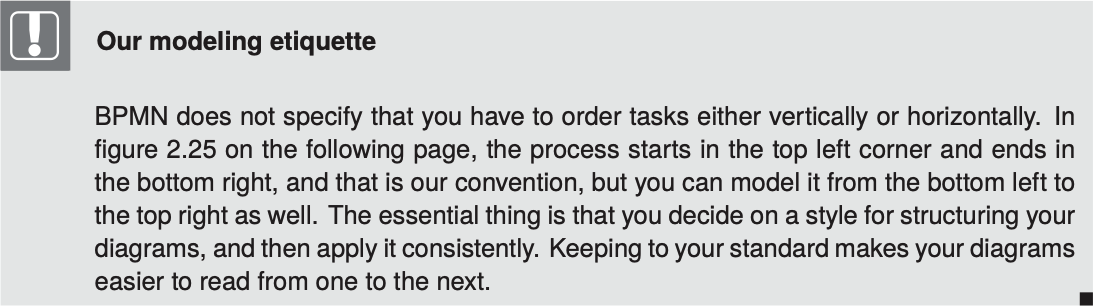 Our modeling etiquette
BPMN does not specify that you have to order tasks either vertically or horizontally. In
figure 2.25 on the following page, the process starts in the top left corner and ends in
the bottom right, and that is our convention, but you can model it from the bottom left to
the top right as well. The essential thing is that you decide on a style for structuring your
diagrams, and then apply it consistently. Keeping to your standard makes your diagrams
easier to read from one to the next.